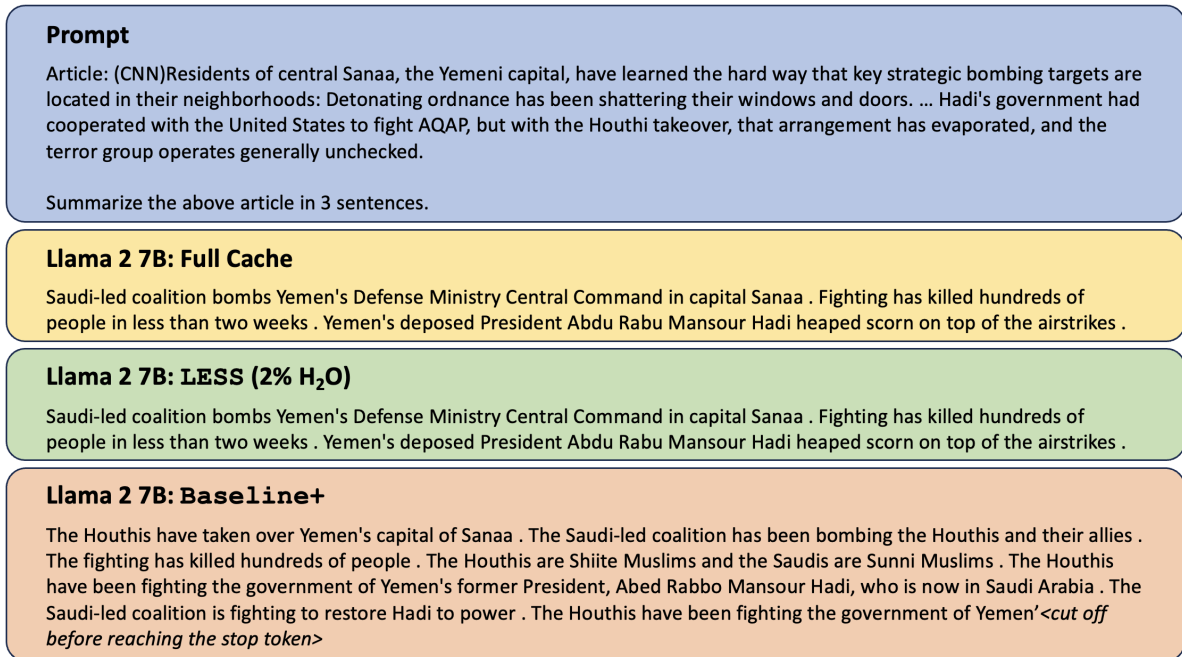 Prompt
Article: (CNN)Residents of central Sanaa, the Yemeni capital, have learned the hard way that key strategic bombing targets are
located in their neighborhoods: Detonating ordnance has been shattering their windows and doors. ... Hadi's government had
cooperated with the United States to fight AQAP, but with the Houthi takeover, that arrangement has evaporated, and the
terror group operates generally unchecked.
Summarize the above article in 3 sentences.
Llama 2 7B: Full Cache
Saudi-led coalition bombs Yemen's Defense Ministry Central Command in capital Sanaa . Fighting has killed hundreds of
people in less than two weeks . Yemen's deposed President Abdu Rabu Mansour Hadi heaped scorn on top of the airstrikes .
Llama 2 7B: LESS (2% H₂O)
Saudi-led coalition bombs Yemen's Defense Ministry Central Command in capital Sanaa . Fighting has killed hundreds of
people in less than two weeks . Yemen's deposed President Abdu Rabu Mansour Hadi heaped scorn on top of the airstrikes .
Llama 2 7B: Baseline+
The Houthis have taken over Yemen's capital of Sanaa . The Saudi-led coalition has been bombing the Houthis and their allies .
The fighting has killed hundreds of people . The Houthis are Shiite Muslims and the Saudis are Sunni Muslims . The Houthis
have been fighting the government of Yemen's former President, Abed Rabbo Mansour Hadi, who is now in Saudi Arabia . The
Saudi-led coalition is fighting to restore Hadi to power . The Houthis have been fighting the government of Yemen'<cut off
before reaching the stop token>